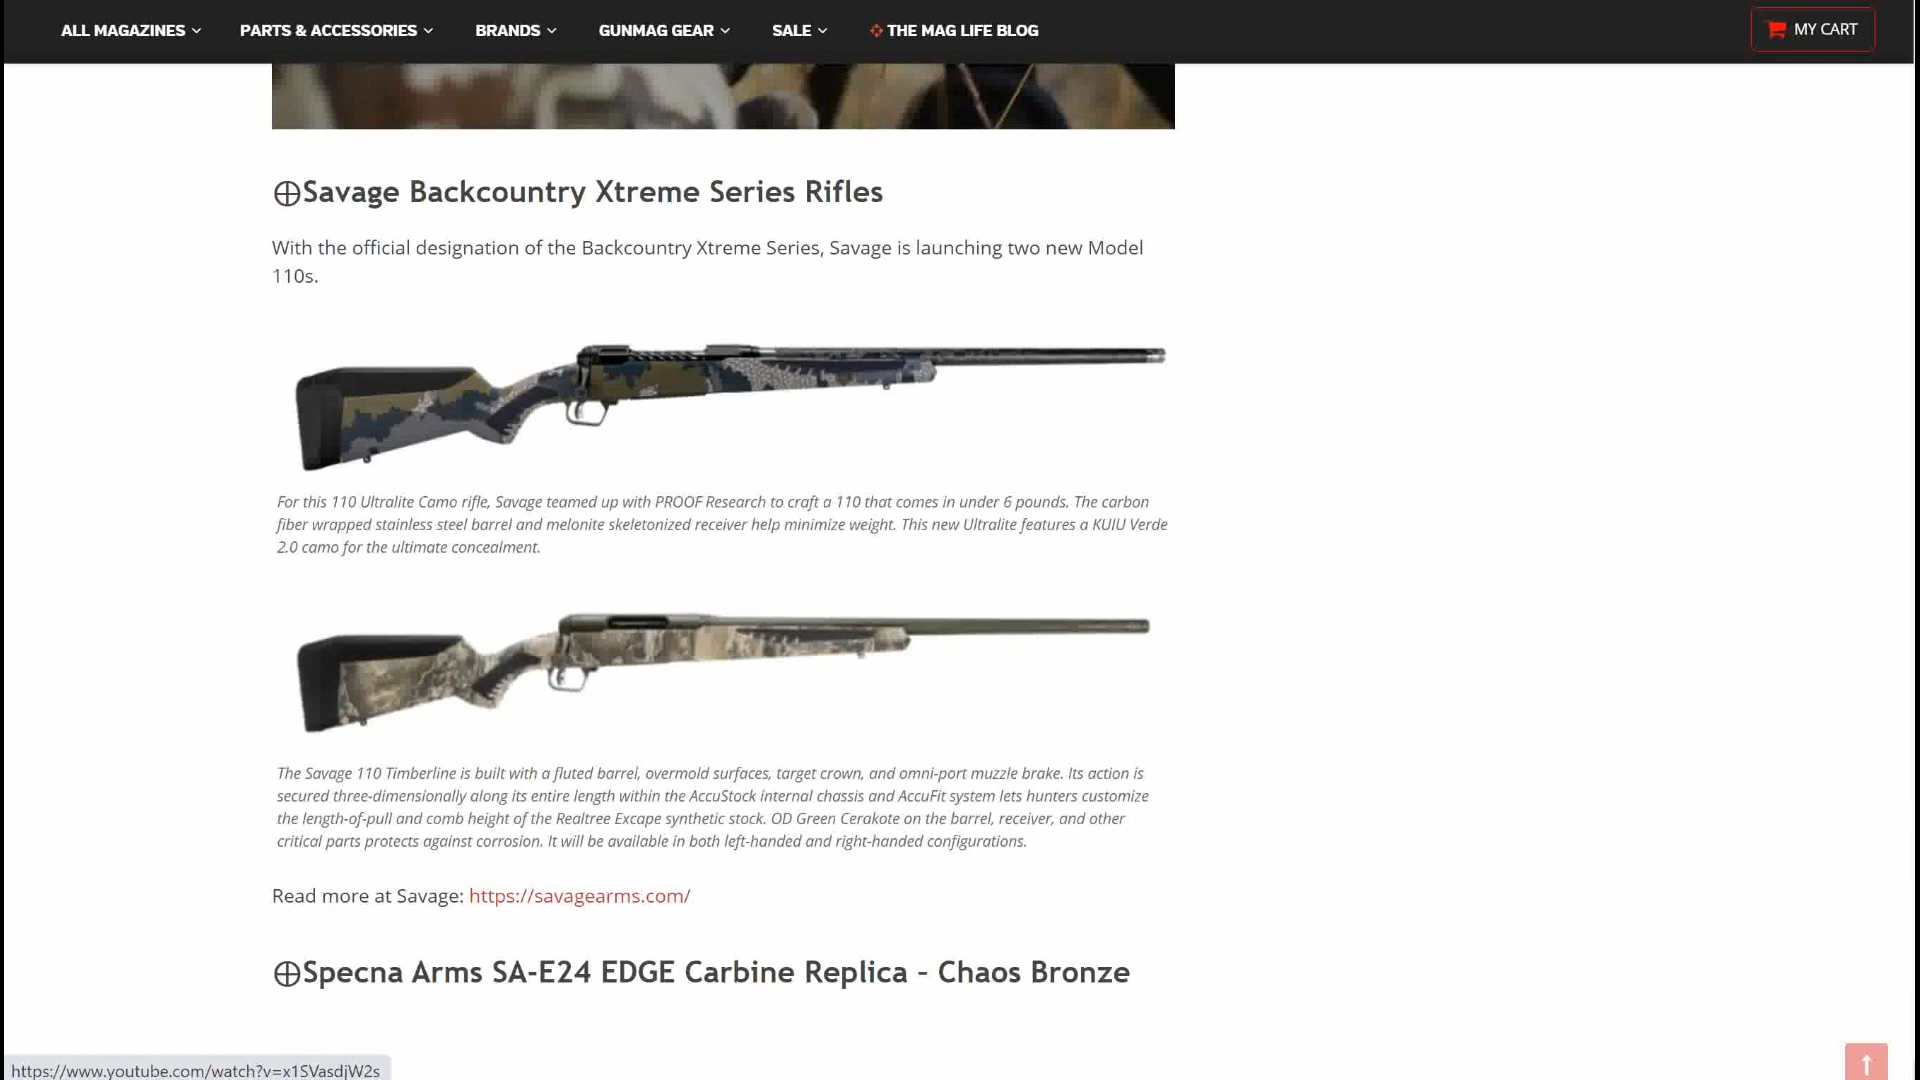 ALL MAGAZINES PARTS & ACCESSORIES BRANDS GUNMAG GEAR SALE THE MAG LIFE BLOG MY CART
Savage Backcountry Xtreme Series Rifles
With the official designation of the Backcountry Xtreme Series, Savage is launching two new Model
110s.
For this 110 Ultralite Camo rifle, Savage teamed up with PROOF Research to craft a 110 that comes in under 6 pounds. The carbon
fiber wrapped stainless steel barrel and melonite skeletonized receiver help minimize weight. This new Ultralite features a KUIU Verde
2.0 camo for the ultimate concealment.
The Savage 110 Timberline is built with a fluted barrel, overmold surfaces, target crown, and omni-port muzzle brake. Its action is
secured three-dimensionally along its entire length within the AccuStock internal chassis and AccuFit system lets hunters customize
the length-of-pull and comb height of the Realtree Excape synthetic stock. OD Green Cerakote on the barrel, receiver, and other
critical parts protects against corrosion. It will be available in both left-handed and right-handed configurations.
Read more at Savage: https://savagearms.com/
Specna Arms SA-E24 EDGE Carbine Replica – Chaos Bronze
https://www.youtube.com/watch?v=x1SVasdjW2s